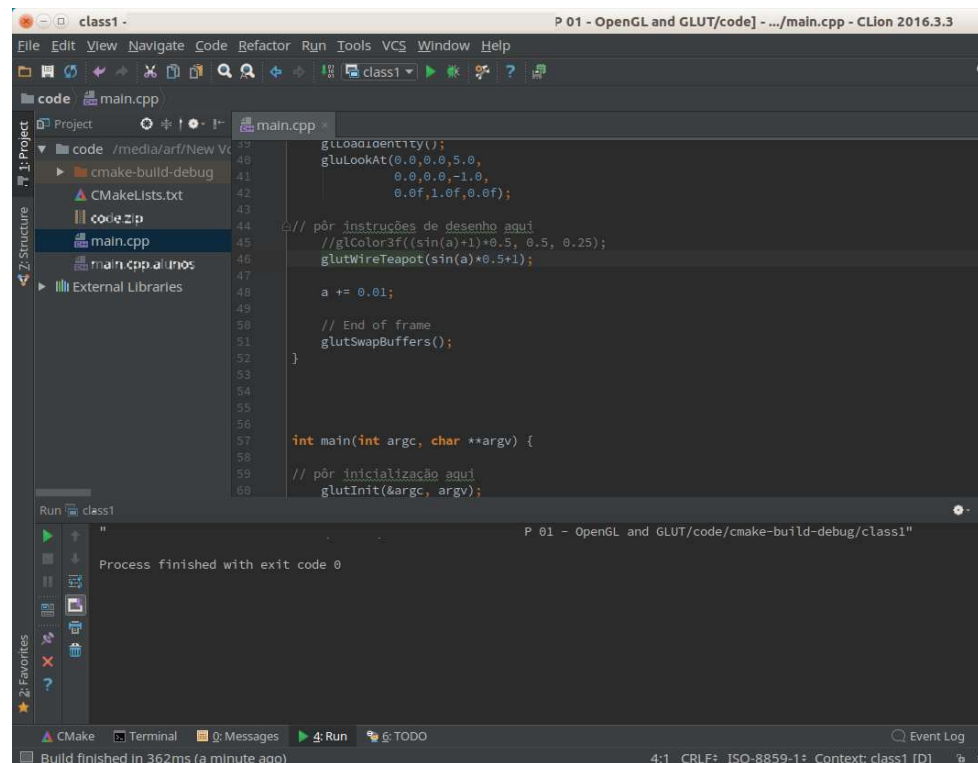 class1 -
P 01 - OpenGL and GLUT/code] - .../main.cpp - CLion 2016.3.3
File Edit View Navigate Code Refactor Run Tools VCS Window Help
class1
code main.cpp
1: Project
Z: Structure
2: Favorites
Project
code /media/arf/New Vo
cmake-build-debug
CMakeLists.txt
code.zip
main.cpp
main.cpp.alunos
External Libraries
main.cpp
39 glLoadIdentity();
40 gluLookAt(0.0,0.0,5.0,
41 0.0,0.0,-1.0,
42 0.0f,1.0f,0.0f);
43
44 // pôr instruções de desenho aqui
45 //glColor3f((sin(a)+1)*0.5, 0.5, 0.25);
46 glutWireTeapot(sin(a)*0.5+1);
47
48 a += 0.01;
49
50 // End of frame
51 glutSwapBuffers();
52 }
53
54
55
56
57 int main(int argc, char **argv) {
58
59 // pôr inicialização aqui
60 glutInit(&argc, argv);
Run class1
" P 01 - OpenGL and GLUT/code/cmake-build-debug/class1"
Process finished with exit code 0
CMake Terminal 0: Messages 4: Run 6: TODO Event Log
Build finished in 362ms (a minute ago) 4:1 CRLF ISO-8859-1 Context: class1 [D]